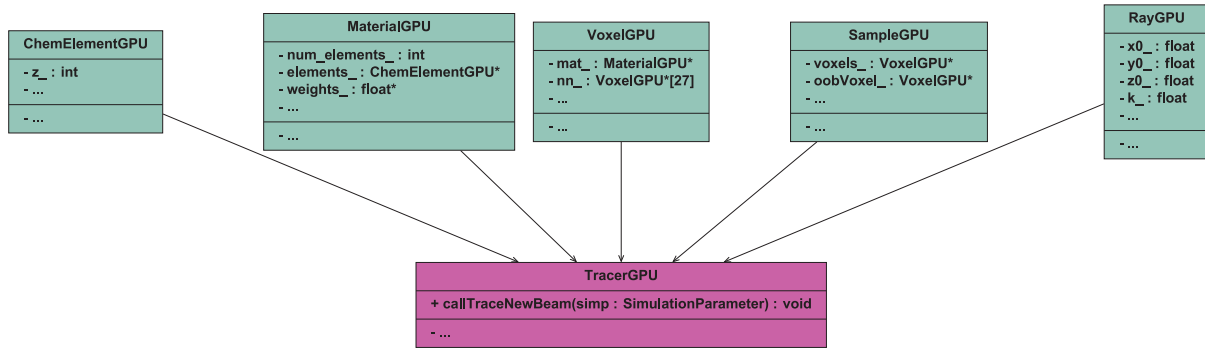 ChemElementGPU
- z_ : int
- ...
- ...
MaterialGPU
- num_elements_ : int
- elements_ : ChemElementGPU*
- weights_ : float*
- ...
- ...
VoxelGPU
- mat_ : MaterialGPU*
- nn_ : VoxelGPU*[27]
- ...
- ...
SampleGPU
- voxels_ : VoxelGPU*
- oobVoxel_ : VoxelGPU*
- ...
- ...
RayGPU
- x0_ : float
- y0_ : float
- z0_ : float
- k_ : float
- ...
- ...
TracerGPU
+ callTraceNewBeam(simp : SimulationParameter) : void
- ...